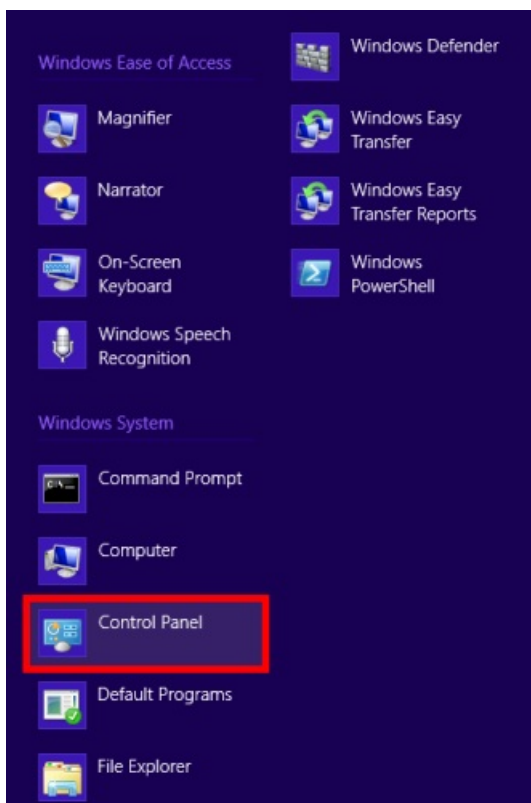 Windows Ease of Access
Magnifier
Narrator
On-Screen
Keyboard
Windows Speech
Recognition
Windows System
Command Prompt
Computer
Control Panel
Default Programs
File Explorer
Windows Defender
Windows Easy
Transfer
Windows Easy
Transfer Reports
Windows
PowerShell